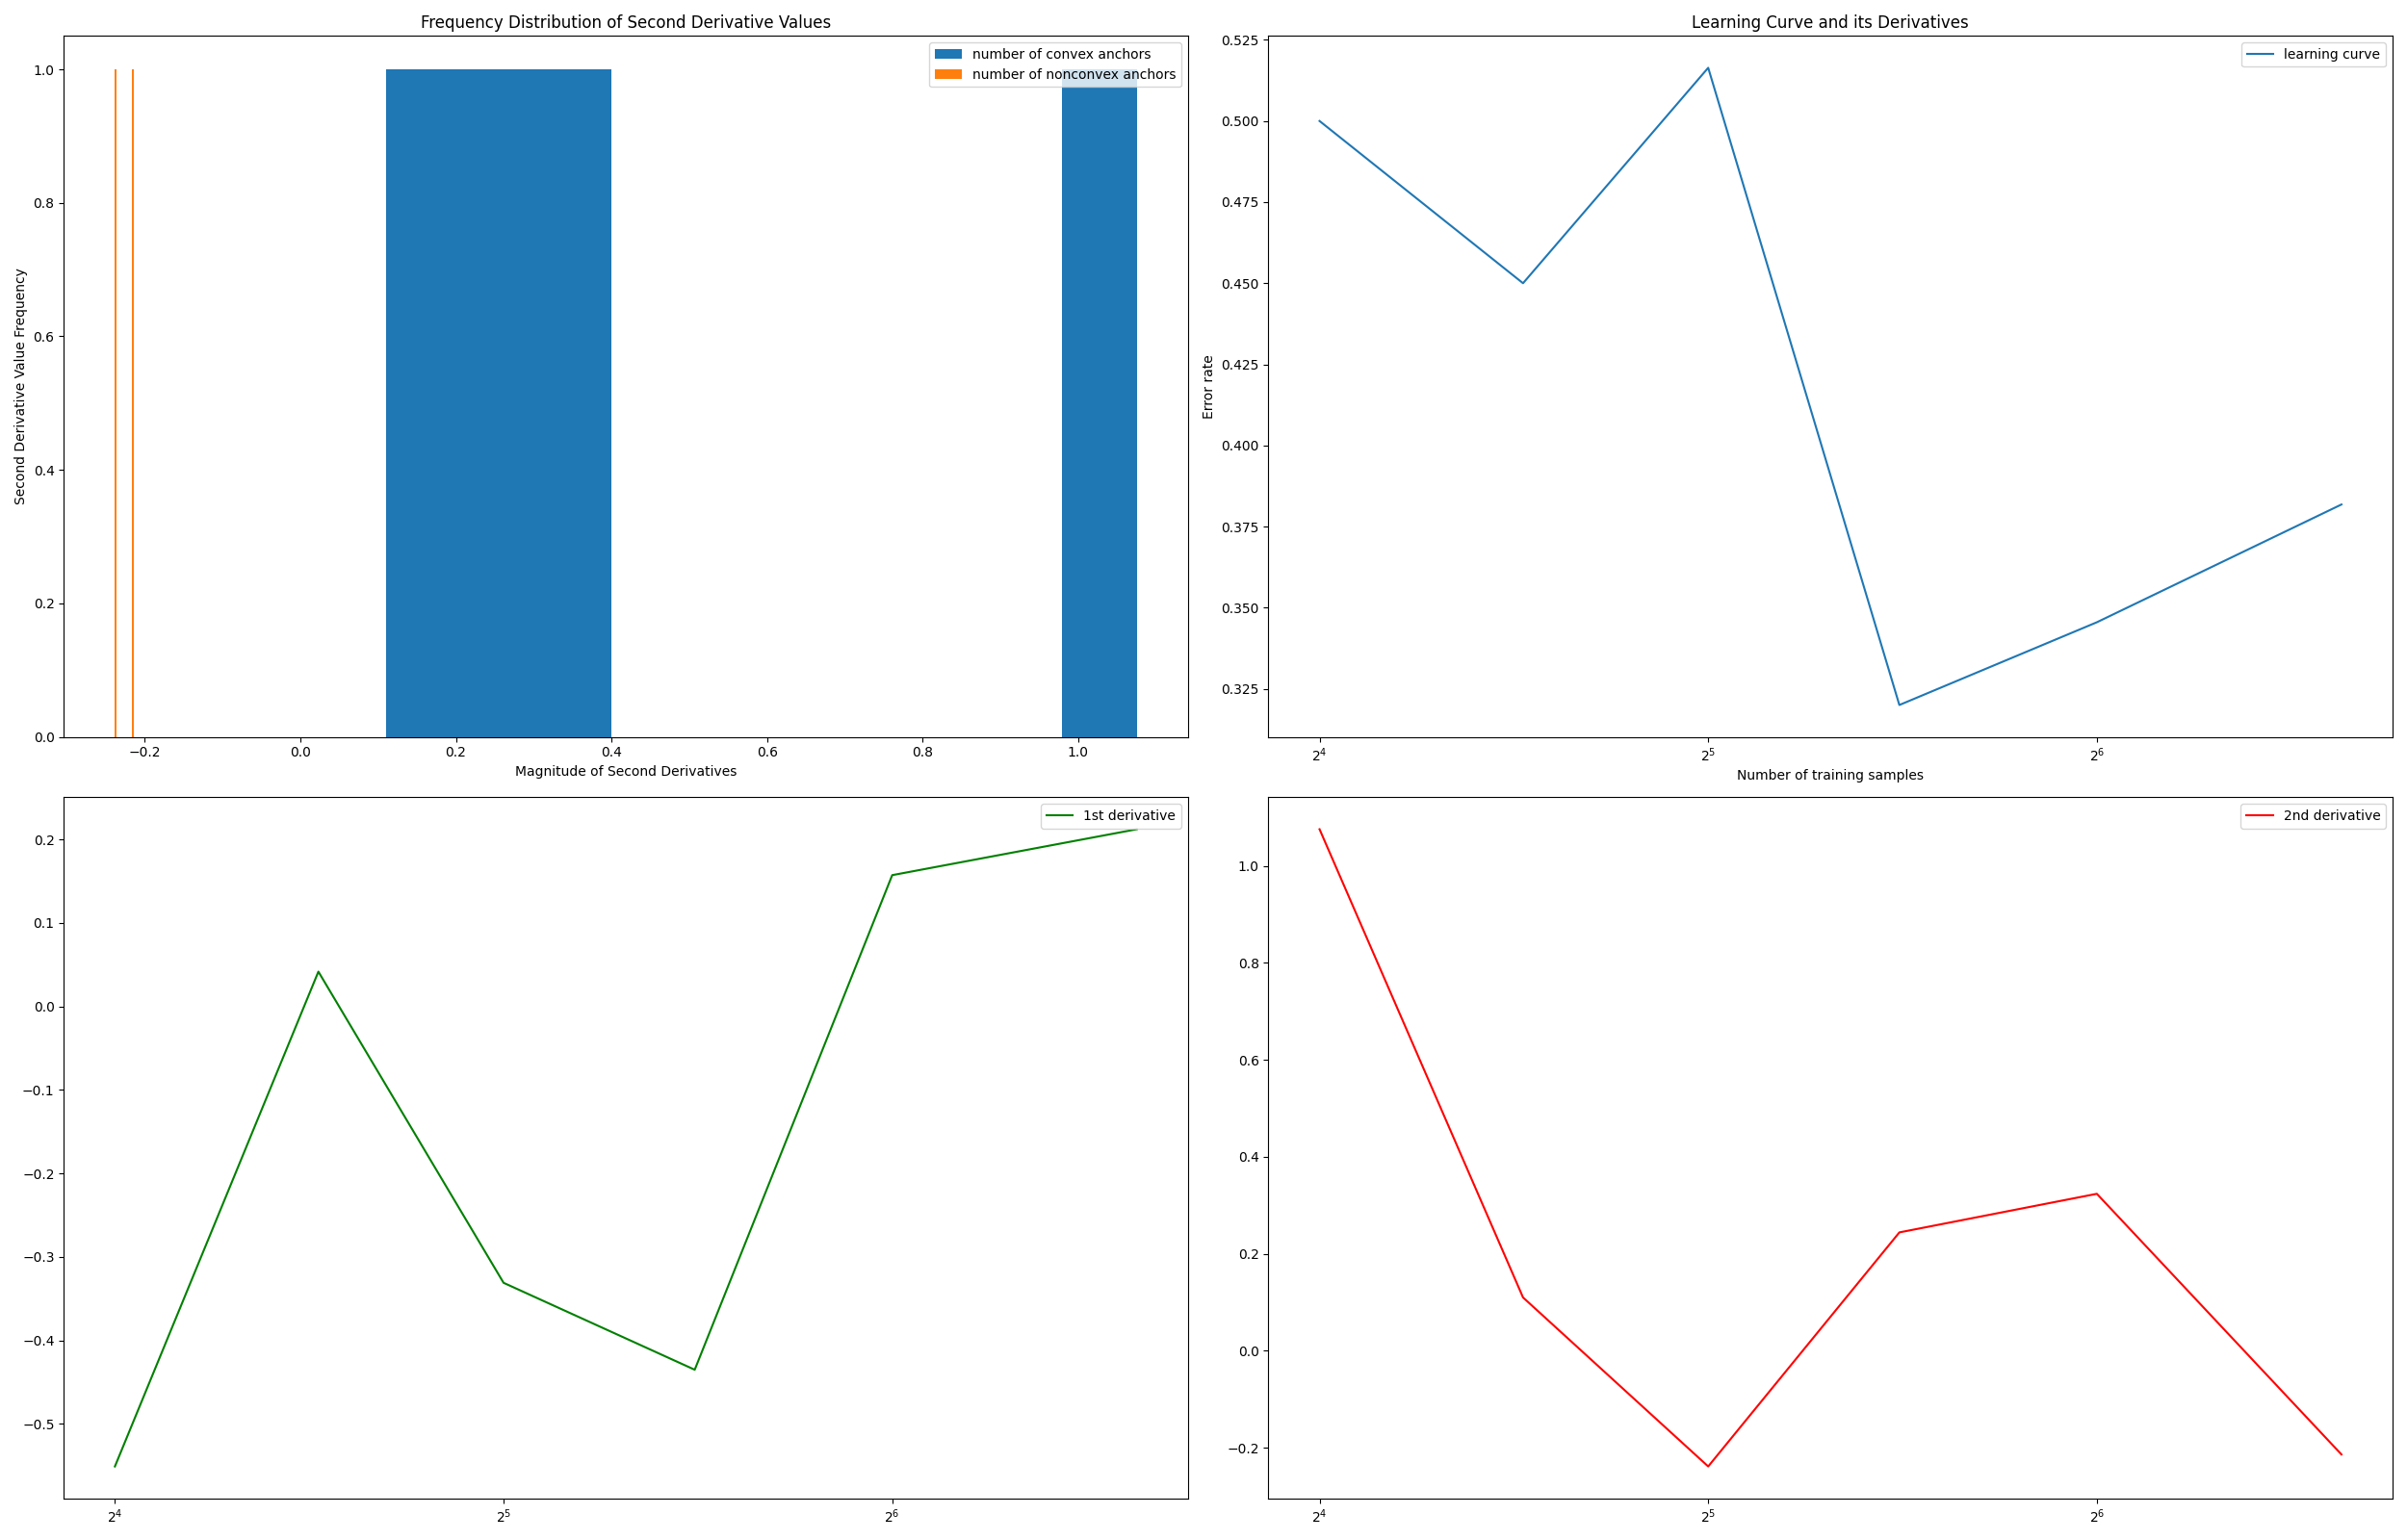 Frequency Distribution of Second Derivative Values
number of convex anchors
number of nonconvex anchors
Second Derivative Value Frequency
1.0
0.8
0.6
0.4
0.2
0.0
−0.2 0.0 0.2 0.4 0.6 0.8 1.0
Magnitude of Second Derivatives
Learning Curve and its Derivatives
learning curve
Error rate
0.525
0.500
0.475
0.450
0.425
0.400
0.375
0.350
0.325
2⁴ 2⁵ 2⁶
Number of training samples
1st derivative
0.2
0.1
0.0
−0.1
−0.2
−0.3
−0.4
−0.5
2⁴ 2⁵ 2⁶
2nd derivative
1.0
0.8
0.6
0.4
0.2
0.0
−0.2
2⁴ 2⁵ 2⁶